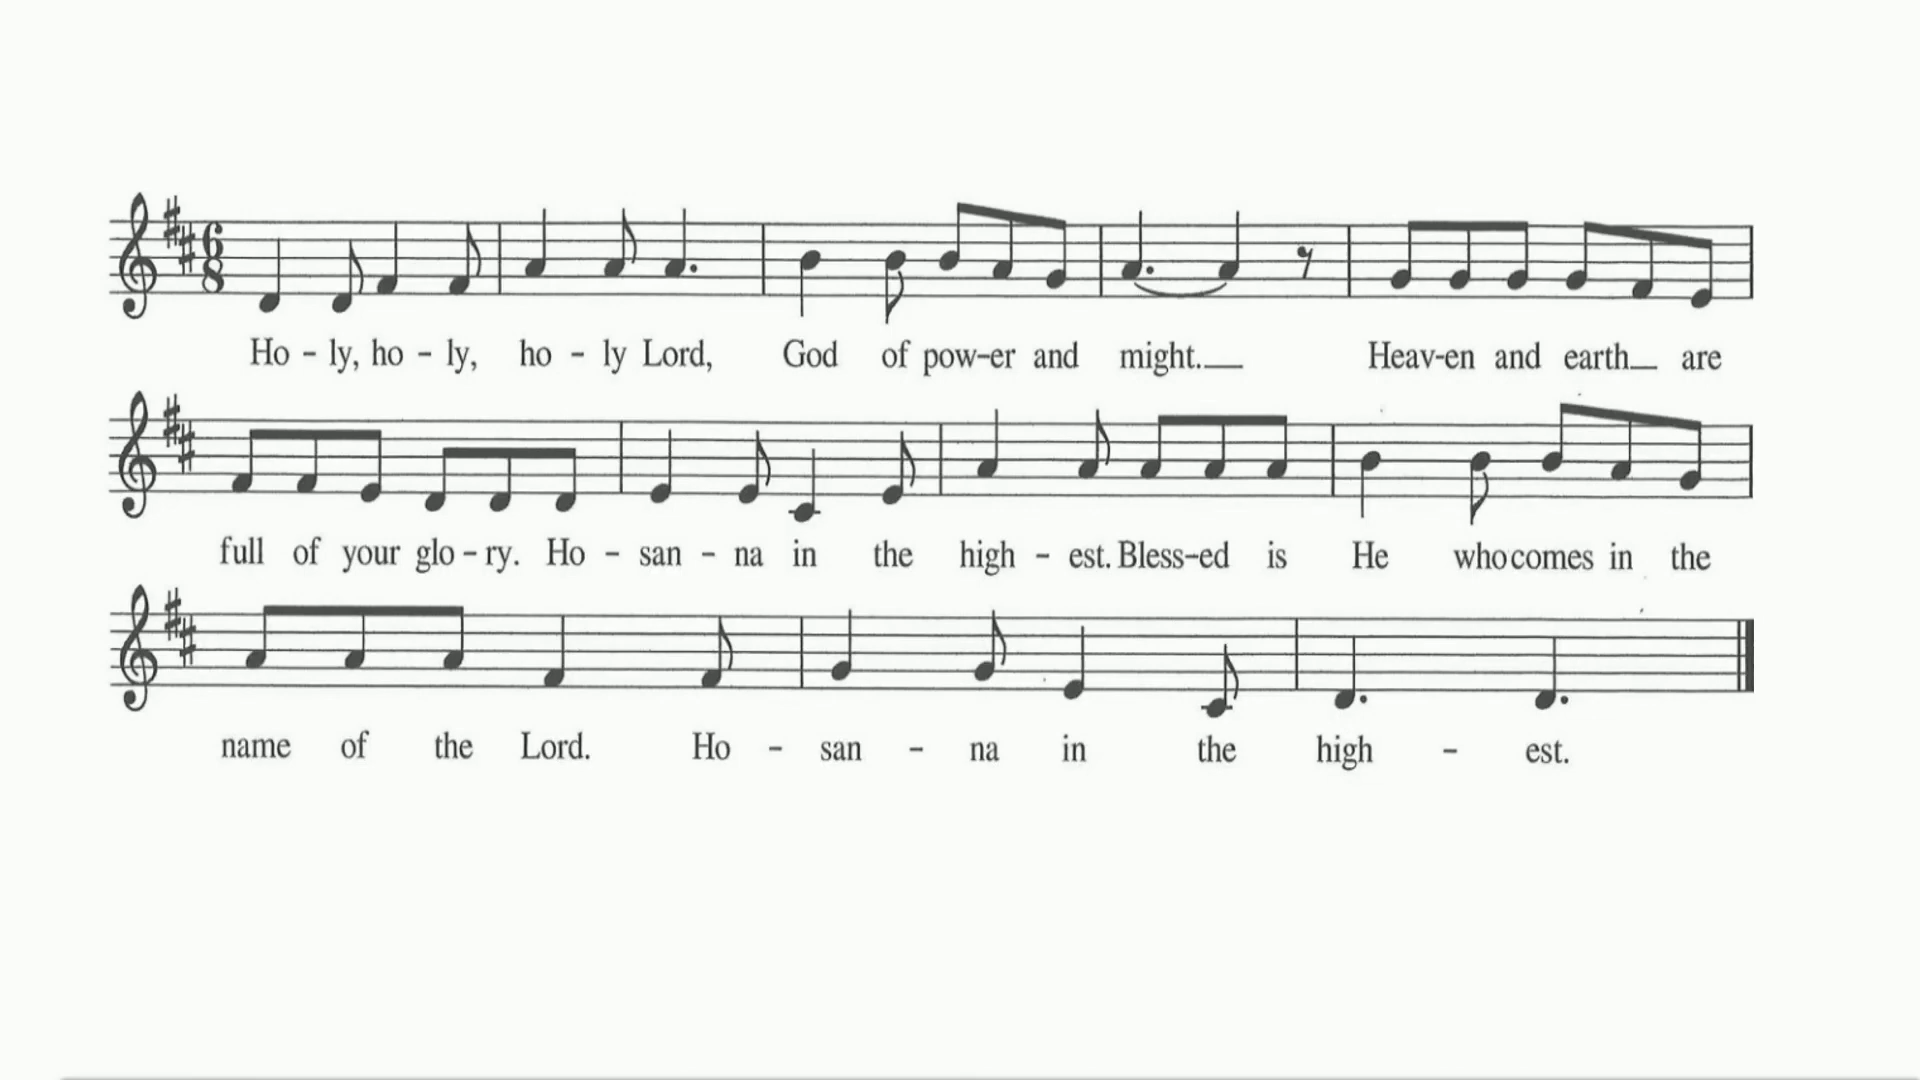 Ho – ly, ho – ly, ho – ly Lord, God of pow–er and might. Heav–en and earth are
full of your glo – ry. Ho – san – na in the high – est. Bless–ed is He who comes in the
name of the Lord. Ho – san – na in the high – est.